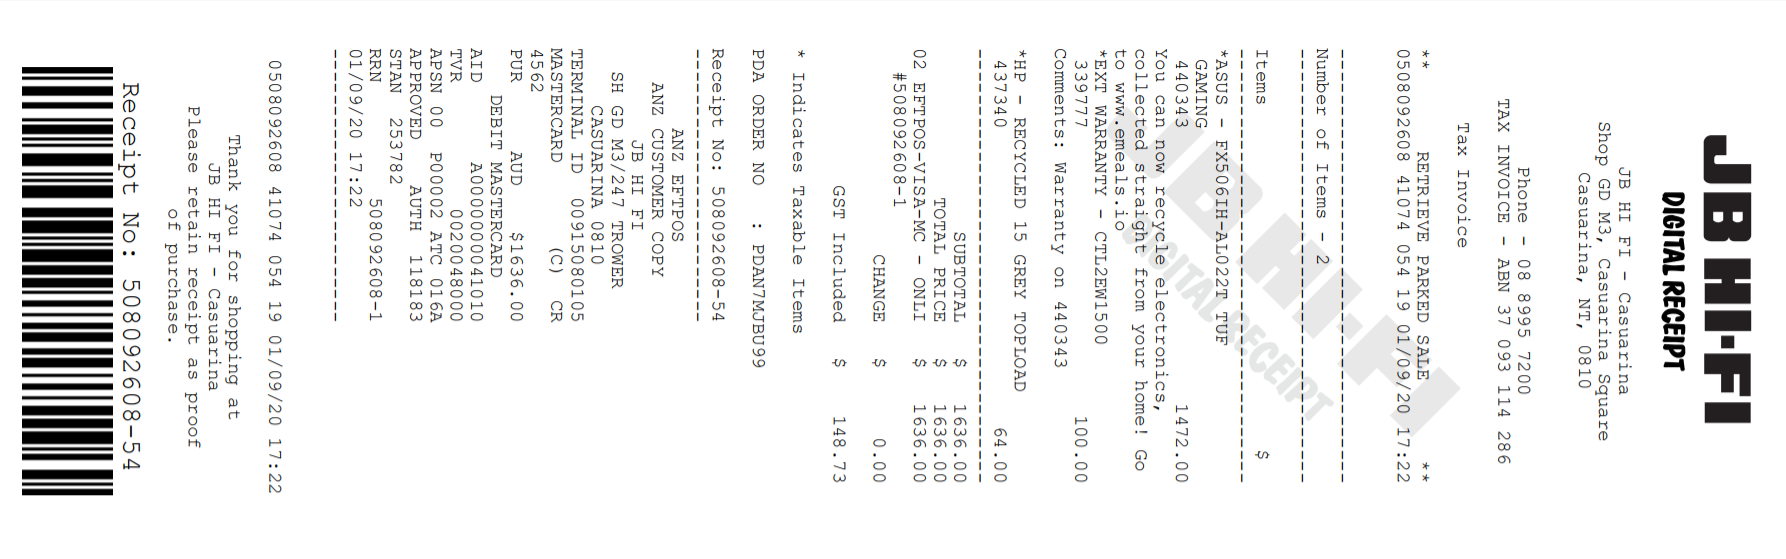 JB HI-FI
DIGITAL RECEIPT
JB HI FI - Casuarina
Shop GD M3, Casuarina Square
Casuarina, NT, 0810
Phone - 08 8995 7200
TAX INVOICE - ABN 37 093 114 286
Tax Invoice
** RETRIEVE PARKED SALE **
0508092608 41074 054 19 01/09/20 17:22
Number of Items - 2
Items $
*ASUS - FX506IH-AL022T TUF
GAMING
440343 1472.00
You can now recycle electronics,
collected straight from your home! Go
to www.emeals.io
*EXT WARRANTY - CTL2EW1500
339777 100.00
Comments: Warranty on 440343
*HP - RECYCLED 15 GREY TOPLOAD
437340 64.00
SUBTOTAL $ 1636.00
TOTAL PRICE $ 1636.00
02 EFTPOS-VISA-MC - ONLI $ 1636.00
#508092608-1
CHANGE $ 0.00
GST Included $ 148.73
* Indicates Taxable Items
PDA ORDER NO : PDAN7MJBU99
Receipt No: 508092608-54
ANZ EFTPOS
ANZ CUSTOMER COPY
JB HI FI
SH GD M3/247 TROWER
CASUARINA 0810
TERMINAL ID 00915080105
MASTERCARD (C) CR
4562
PUR AUD $1636.00
DEBIT MASTERCARD
AID A0000000041010
TVR 0020048000
APSN 00 P00002 ATC 016A
APPROVED AUTH 118183
STAN 253782
RRN 508092608-1
01/09/20 17:22
0508092608 41074 054 19 01/09/20 17:22
Thank you for shopping at
JB HI FI - Casuarina
Please retain receipt as proof
of purchase.
Receipt No: 508092608-54
JB HI-FI
DIGITAL RECEIPT